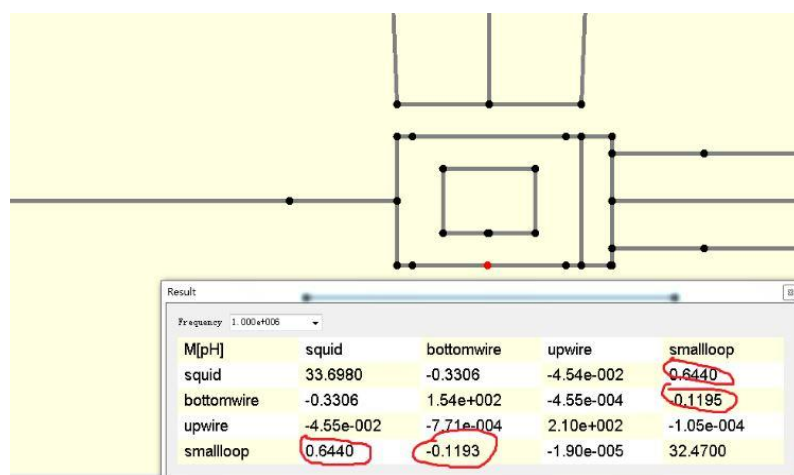 Result
Frequency 1.000e+006
M[pH] squid bottomwire upwire smallloop
squid 33.6980 -0.3306 -4.54e-002 0.6440
bottomwire -0.3306 1.54e+002 -4.55e-004 -0.1195
upwire -4.55e-002 -7.71e-004 2.10e+002 -1.05e-004
smallloop 0.6440 -0.1193 -1.90e-005 32.4700